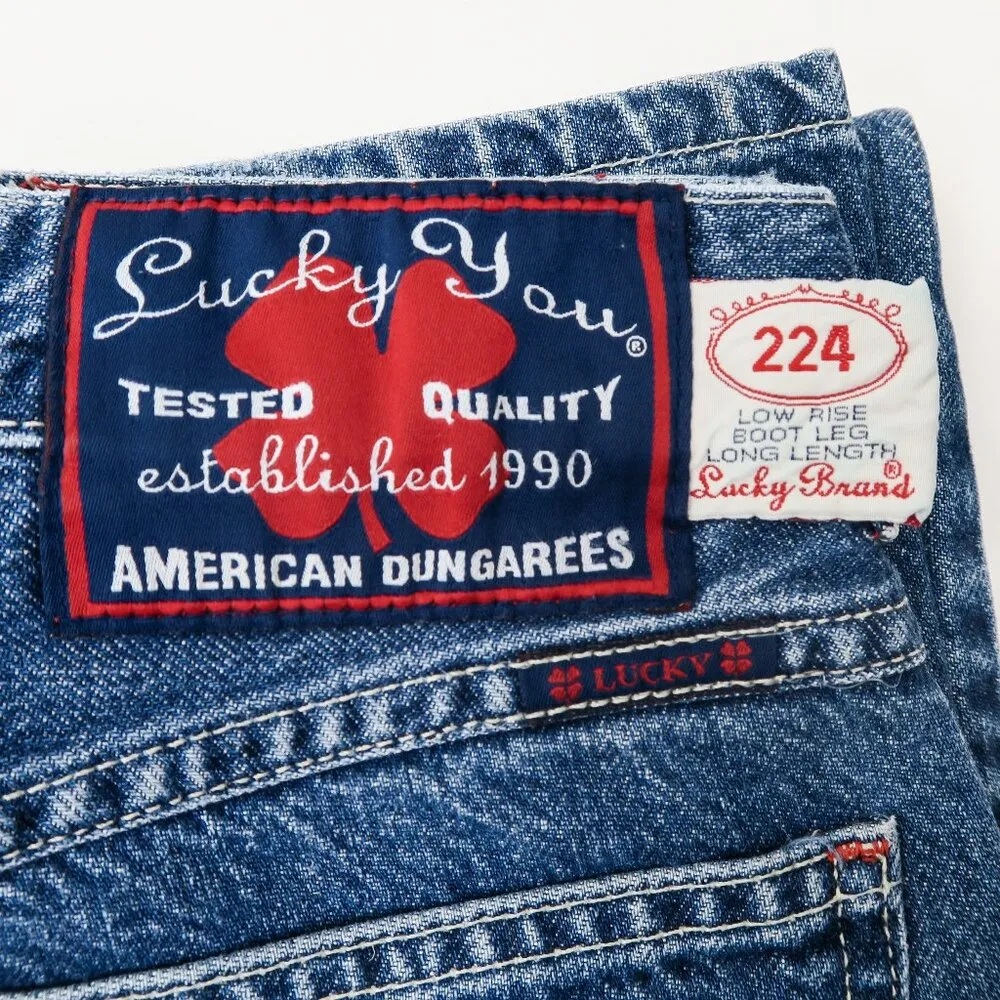 Lucky You®
TESTED QUALITY
established 1990
AMERICAN DUNGAREES
224
LOW RISE
BOOT LEG
LONG LENGTH
Lucky Brand®
LUCKY